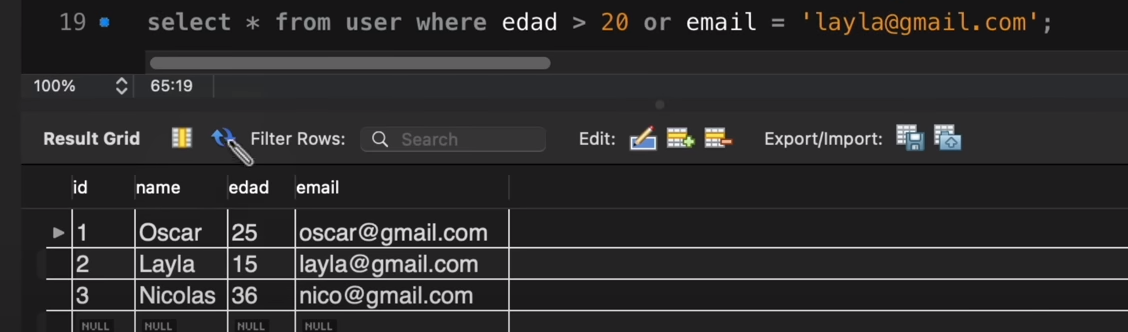 19 select * from user where edad > 20 or email = 'layla@gmail.com';
100% 65:19
Result Grid Filter Rows: Search Edit: Export/Import:
id name edad email
1 Oscar 25 oscar@gmail.com
2 Layla 15 layla@gmail.com
3 Nicolas 36 nico@gmail.com
NULL NULL NULL NULL